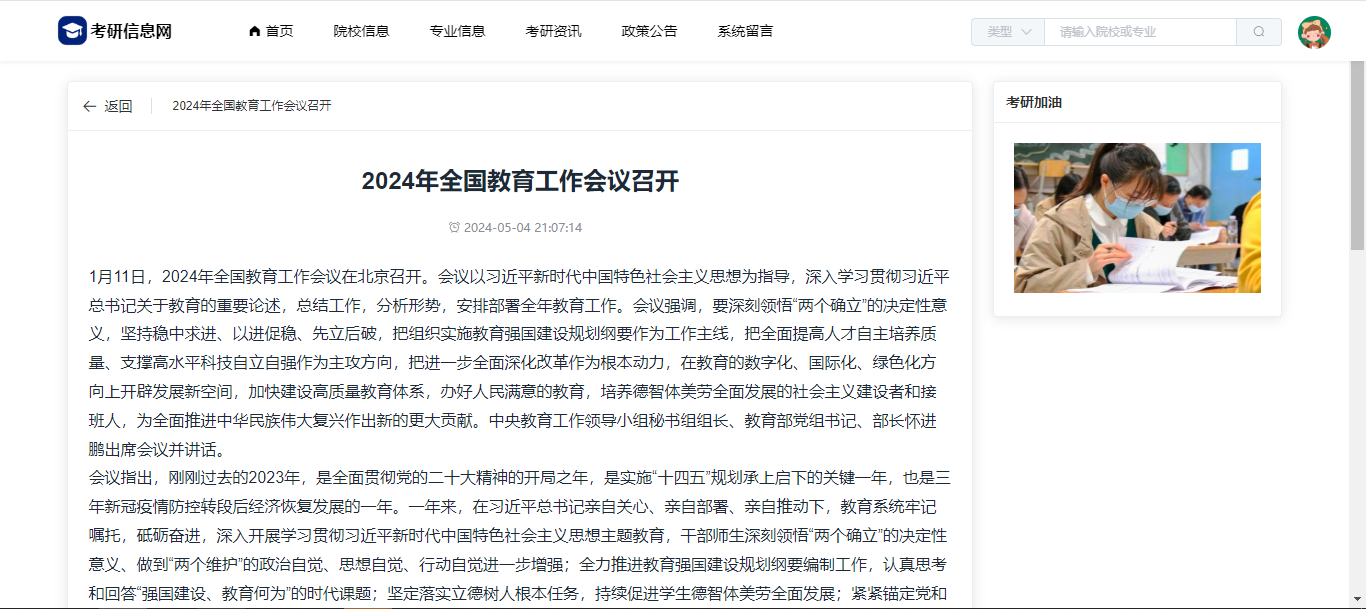 考研信息网
首页
院校信息
专业信息
考研资讯
政策公告
系统留言
类型
请输入院校或专业
返回
2024年全国教育工作会议召开
考研加油
2024年全国教育工作会议召开
2024-05-04 21:07:14
1月11日，2024年全国教育工作会议在北京召开。会议以习近平新时代中国特色社会主义思想为指导，深入学习贯彻习近平
总书记关于教育的重要论述，总结工作，分析形势，安排部署全年教育工作。会议强调，要深刻领悟“两个确立”的决定性意
义，坚持稳中求进、以进促稳、先立后破，把组织实施教育强国建设规划纲要作为工作主线，把全面提高人才自主培养质
量、支撑高水平科技自立自强作为主攻方向，把进一步全面深化改革作为根本动力，在教育的数字化、国际化、绿色化方
向上开辟发展新空间，加快建设高质量教育体系，办好人民满意的教育，培养德智体美劳全面发展的社会主义建设者和接
班人，为全面推进中华民族伟大复兴作出新的更大贡献。中央教育工作领导小组秘书组组长、教育部党组书记、部长怀进
鹏出席会议并讲话。
会议指出，刚刚过去的2023年，是全面贯彻党的二十大精神的开局之年，是实施“十四五”规划承上启下的关键一年，也是三
年新冠疫情防控转段后经济恢复发展的一年。一年来，在习近平总书记亲自关心、亲自部署、亲自推动下，教育系统牢记
嘱托，砥砺奋进，深入开展学习贯彻习近平新时代中国特色社会主义思想主题教育，干部师生深刻领悟“两个确立”的决定性
意义、做到“两个维护”的政治自觉、思想自觉、行动自觉进一步增强；全力推进教育强国建设规划纲要编制工作，认真思考
和回答“强国建设、教育何为”的时代课题；坚定落实立德树人根本任务，持续促进学生德智体美劳全面发展；紧紧锚定党和